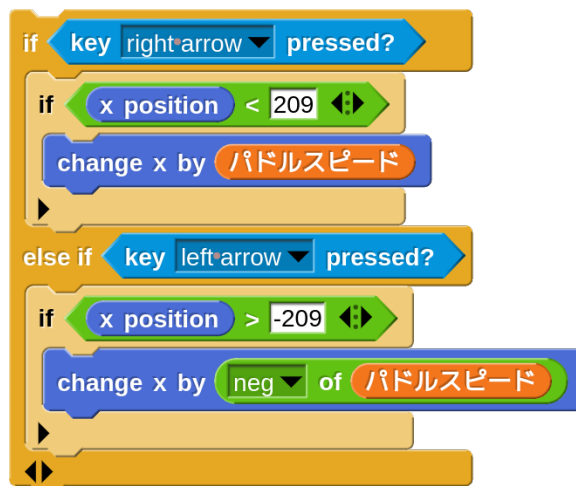 if key right arrow pressed?
if x position < 209
change x by パドルスピード
else if key left arrow pressed?
if x position > -209
change x by neg of パドルスピード